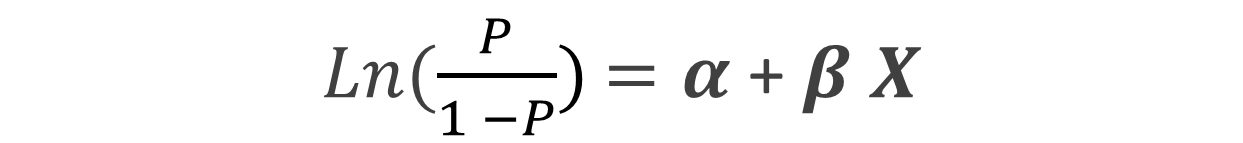 Ln(P/1 −P) = α + β X